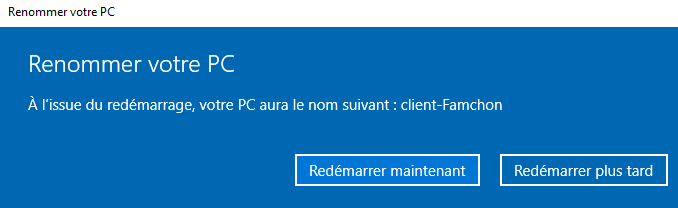 Renommer votre PC
Renommer votre PC
À l’issue du redémarrage, votre PC aura le nom suivant : client-Famchon
Redémarrer maintenant
Redémarrer plus tard